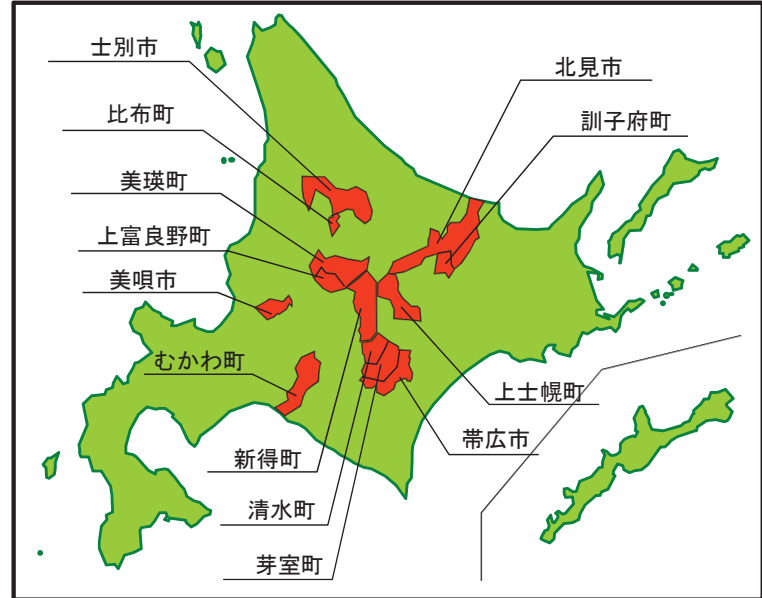 士別市
北見市
比布町
訓子府町
美瑛町
上富良野町
美唄市
むかわ町
上士幌町
帯広市
新得町
清水町
芽室町